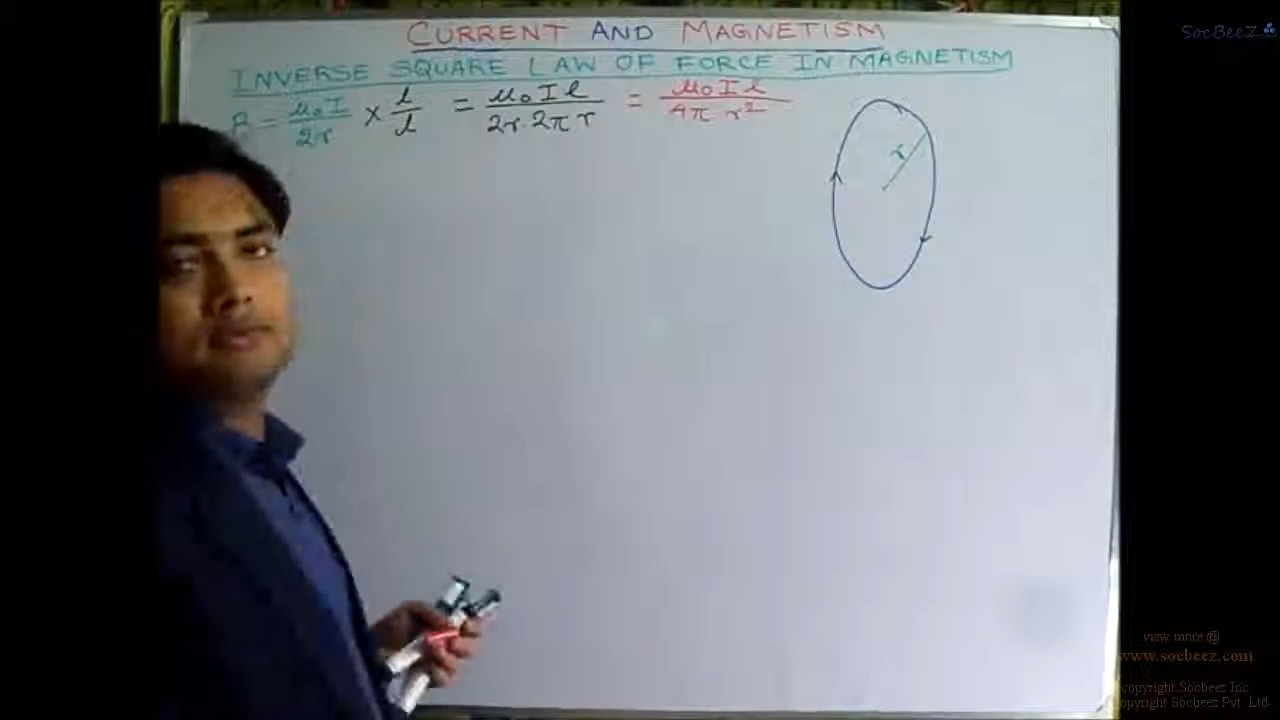 SocBeeZ
CURRENT AND MAGNETISM
INVERSE SQUARE LAW OF FORCE IN MAGNETISM
B = μ₀I/2r × l/l = μ₀Il/2r.2πr = μ₀Il/4πr²
r
view more @
www.socbeez.com
copyright Socbeez Inc
copyright Socbeez Pvt. Ltd